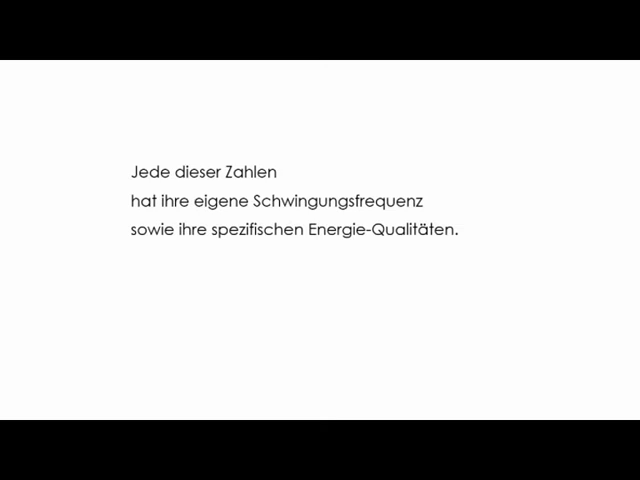 Jede dieser Zahlen
hat ihre eigene Schwingungsfrequenz
sowie ihre spezifischen Energie-Qualitäten.